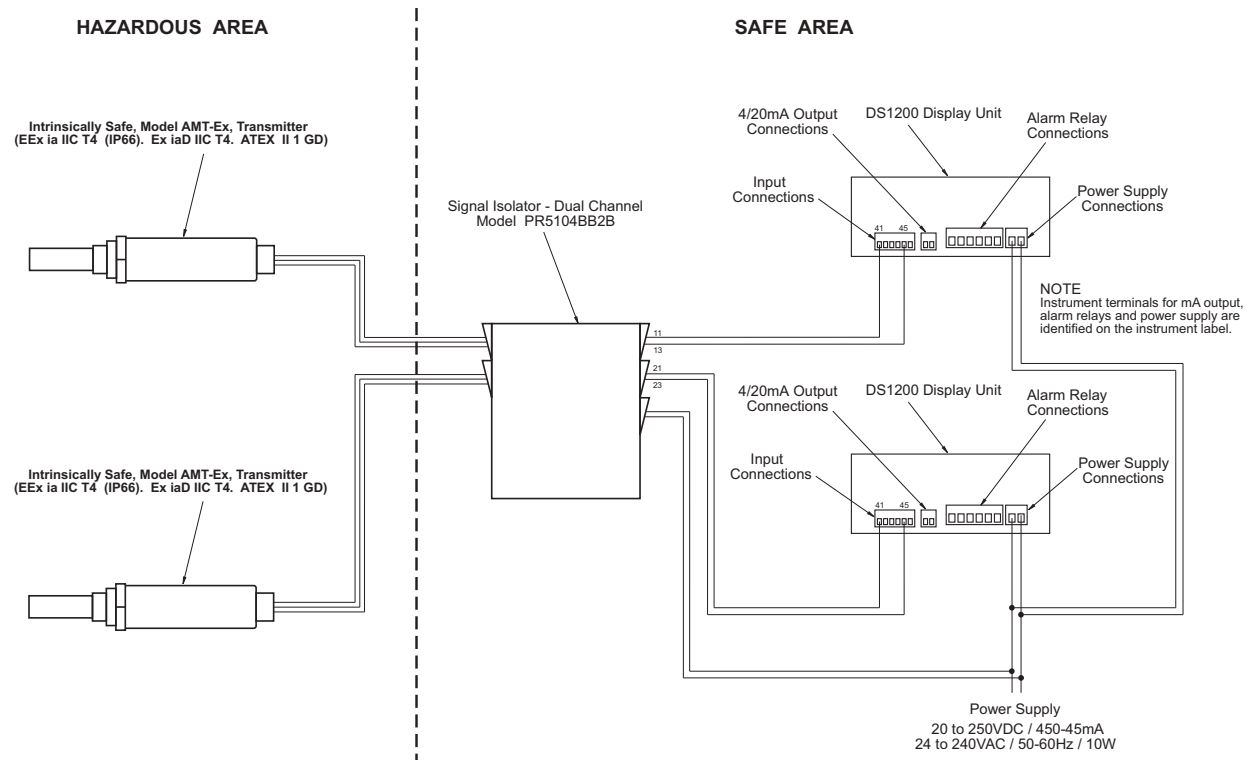 HAZARDOUS AREA
SAFE AREA
Intrinsically Safe, Model AMT-Ex, Transmitter
(EEx ia IIC T4 (IP66). Ex iaD IIC T4. ATEX II 1 GD)
Signal Isolator - Dual Channel
Model PR5104BB2B
4/20mA Output
Connections
DS1200 Display Unit
Alarm Relay
Connections
Input
Connections
Power Supply
Connections
41 45
NOTE
Instrument terminals for mA output,
alarm relays and power supply are
identified on the instrument label.
11
13
21
23
4/20mA Output
Connections
DS1200 Display Unit
Alarm Relay
Connections
Input
Connections
Power Supply
Connections
41 45
Intrinsically Safe, Model AMT-Ex, Transmitter
(EEx ia IIC T4 (IP66). Ex iaD IIC T4. ATEX II 1 GD)
Power Supply
20 to 250VDC / 450-45mA
24 to 240VAC / 50-60Hz / 10W